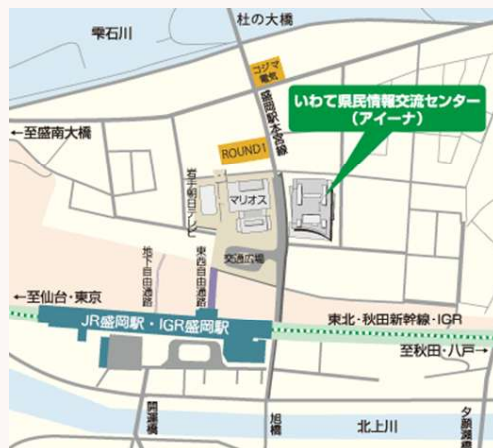 雫石川
杜の大橋
コジマ
電気
盛岡駅本宮線
いわて県民情報交流センター
(アイーナ)
←至盛南大橋
ROUND1
岩手朝日テレビ
マリオス
地下自由通路
東西自由通路
交通広場
←至仙台・東京
JR盛岡駅・IGR盛岡駅
東北・秋田新幹線・IGR
→至秋田・八戸
開運橋
旭橋
北上川
夕顔瀬橋